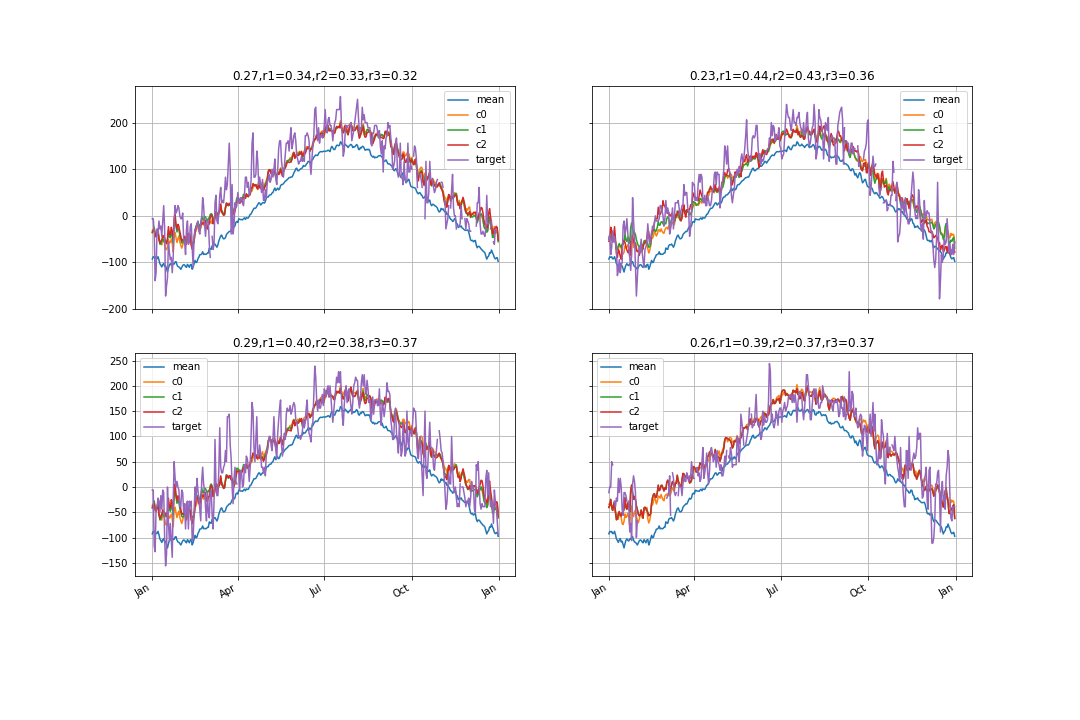 0.27,r1=0.34,r2=0.33,r3=0.32
mean
c0
c1
c2
target
200
100
0
−100
−200
0.23,r1=0.44,r2=0.43,r3=0.36
mean
c0
c1
c2
target
0.29,r1=0.40,r2=0.38,r3=0.37
mean
c0
c1
c2
target
250
200
150
100
50
0
−50
−100
−150
Jan
Apr
Jul
Oct
Jan
0.26,r1=0.39,r2=0.37,r3=0.37
mean
c0
c1
c2
target
Jan
Apr
Jul
Oct
Jan